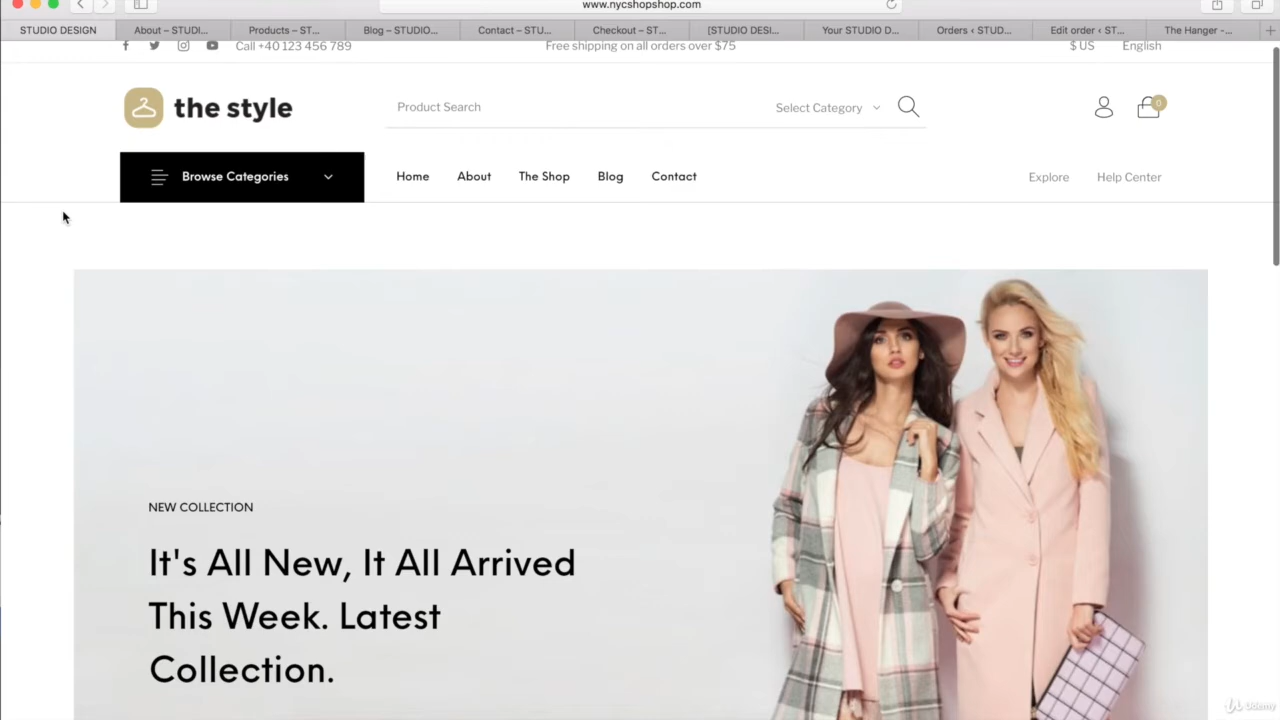 www.nycshopshop.com
STUDIO DESIGN
About – STUDI...
Products – ST...
Blog – STUDIO...
Contact – STU...
Checkout – ST...
[STUDIO DESI...
Your STUDIO D...
Orders ‹ STUD...
Edit order ‹ ST...
The Hanger -...
Call +40 123 456 789
Free shipping on all orders over $75
$ US
English
the style
Product Search
Select Category
0
Browse Categories
Home
About
The Shop
Blog
Contact
Explore
Help Center
NEW COLLECTION
It's All New, It All Arrived
This Week. Latest
Collection.
Udemy